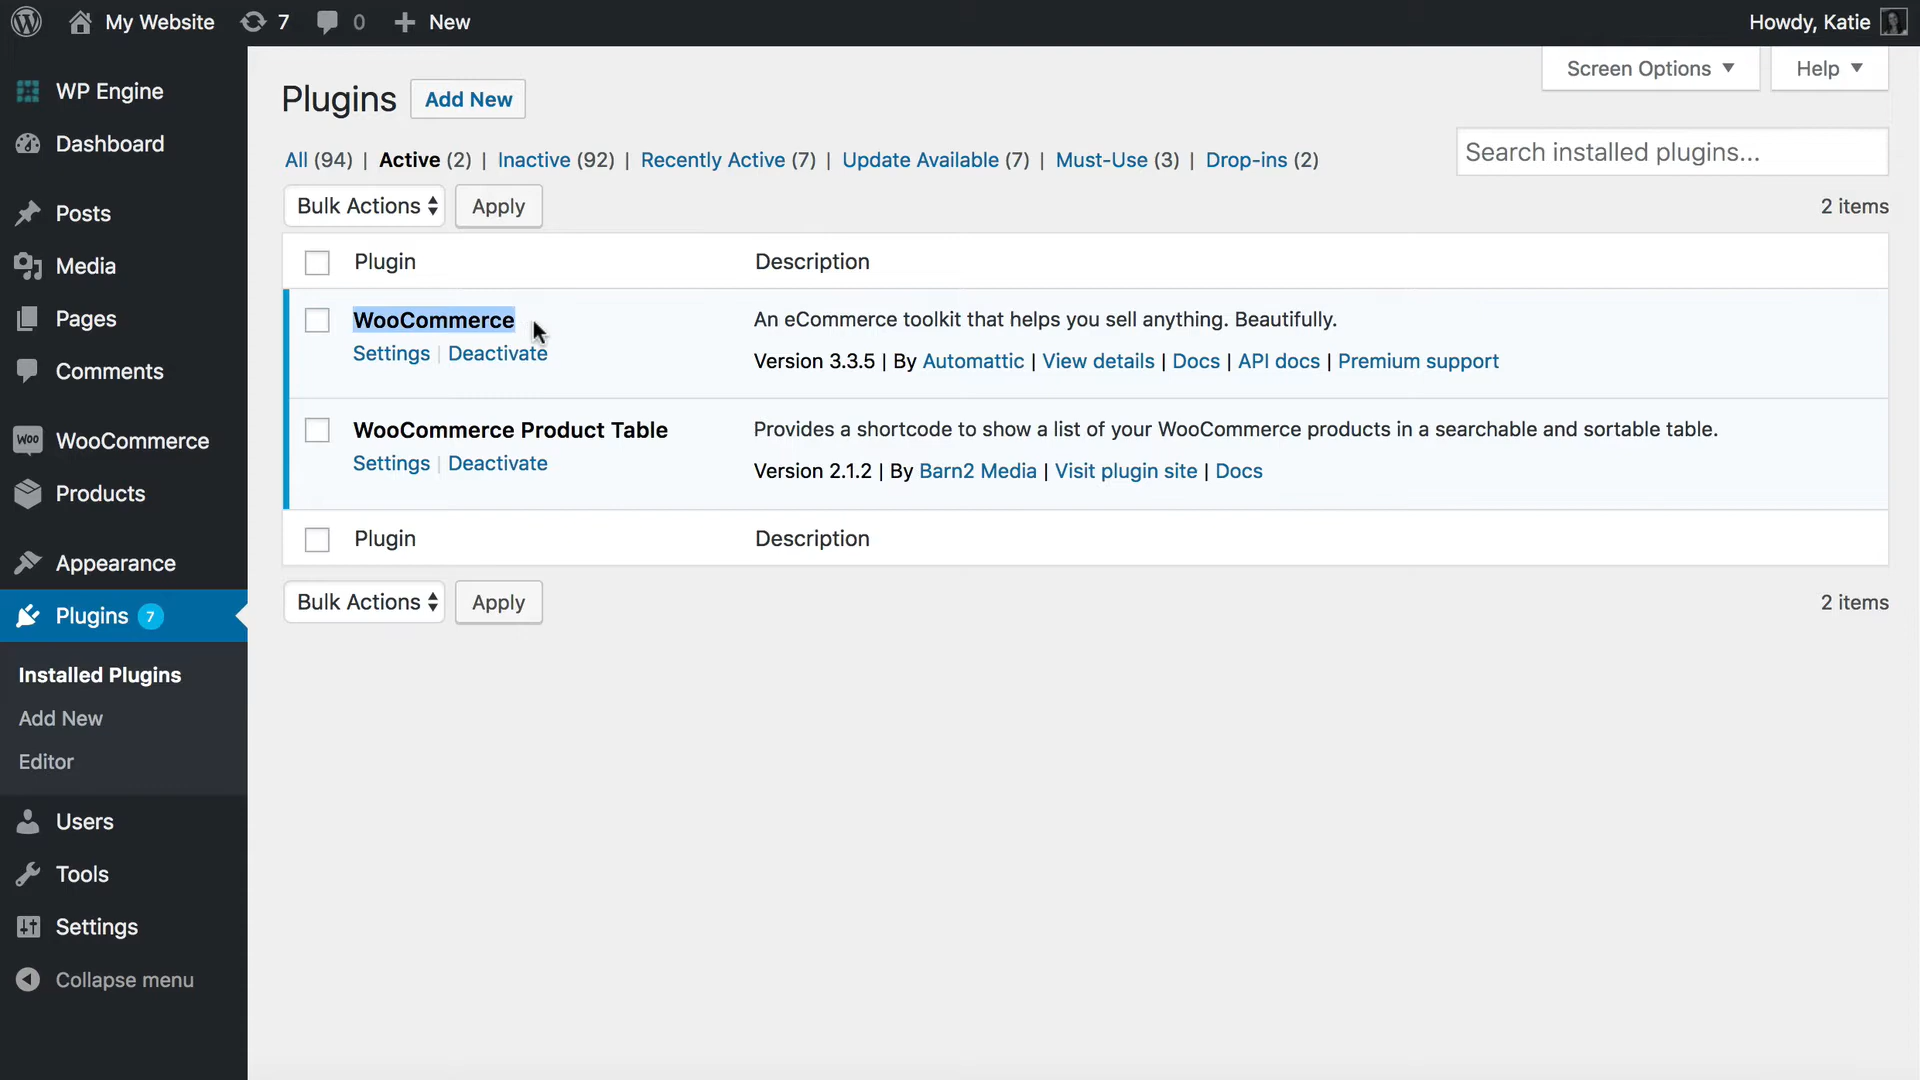 My Website 7 0 New Howdy, Katie
WP Engine
Dashboard
Posts
Media
Pages
Comments
WOO WooCommerce
Products
Appearance
Plugins 7
Installed Plugins
Add New
Editor
Users
Tools
Settings
Collapse menu
Screen Options Help
Plugins Add New
All (94) | Active (2) | Inactive (92) | Recently Active (7) | Update Available (7) | Must-Use (3) | Drop-ins (2)
Search installed plugins...
Bulk Actions Apply 2 items
Plugin Description
WooCommerce An eCommerce toolkit that helps you sell anything. Beautifully.
Settings | Deactivate Version 3.3.5 | By Automattic | View details | Docs | API docs | Premium support
WooCommerce Product Table Provides a shortcode to show a list of your WooCommerce products in a searchable and sortable table.
Settings | Deactivate Version 2.1.2 | By Barn2 Media | Visit plugin site | Docs
Plugin Description
Bulk Actions Apply 2 items